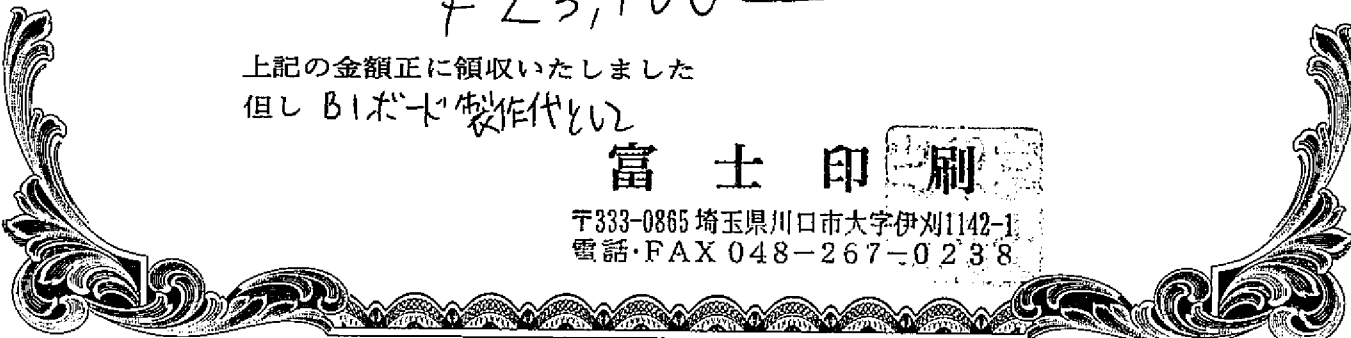 上記の金額正に領収いたしました
但し B1ボード製作代として
富士印刷
〒333-0865 埼玉県川口市大字伊刈1142-1
電話・FAX 048-267-0238